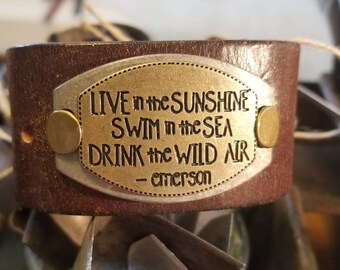 LIVE in the SUNSHINE
SWIM in the SEA
DRINK the WILD AIR
– emerson